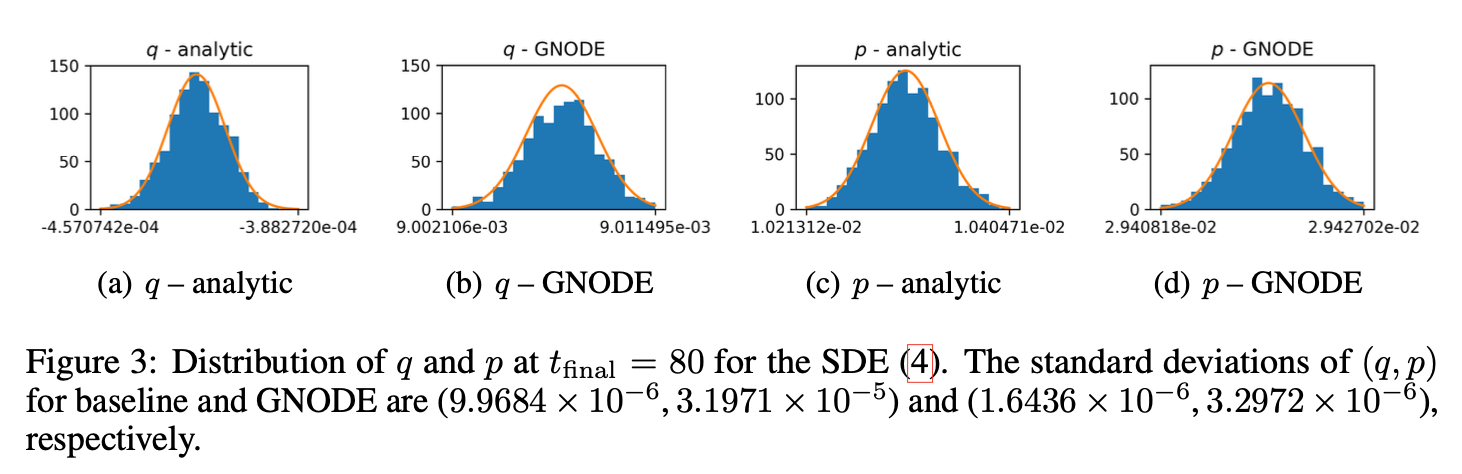 q - analytic
q - GNODE
p - analytic
p - GNODE
150
100
50
0
-4.570742e-04
-3.882720e-04
150
100
50
0
9.002106e-03
9.011495e-03
100
50
0
1.021312e-02
1.040471e-02
100
50
0
2.940818e-02
2.942702e-02
(a) q – analytic
(b) q – GNODE
(c) p – analytic
(d) p – GNODE
Figure 3: Distribution of q and p at t_final = 80 for the SDE (4). The standard deviations of (q, p)
for baseline and GNODE are (9.9684 × 10⁻⁶, 3.1971 × 10⁻⁵) and (1.6436 × 10⁻⁶, 3.2972 × 10⁻⁶),
respectively.